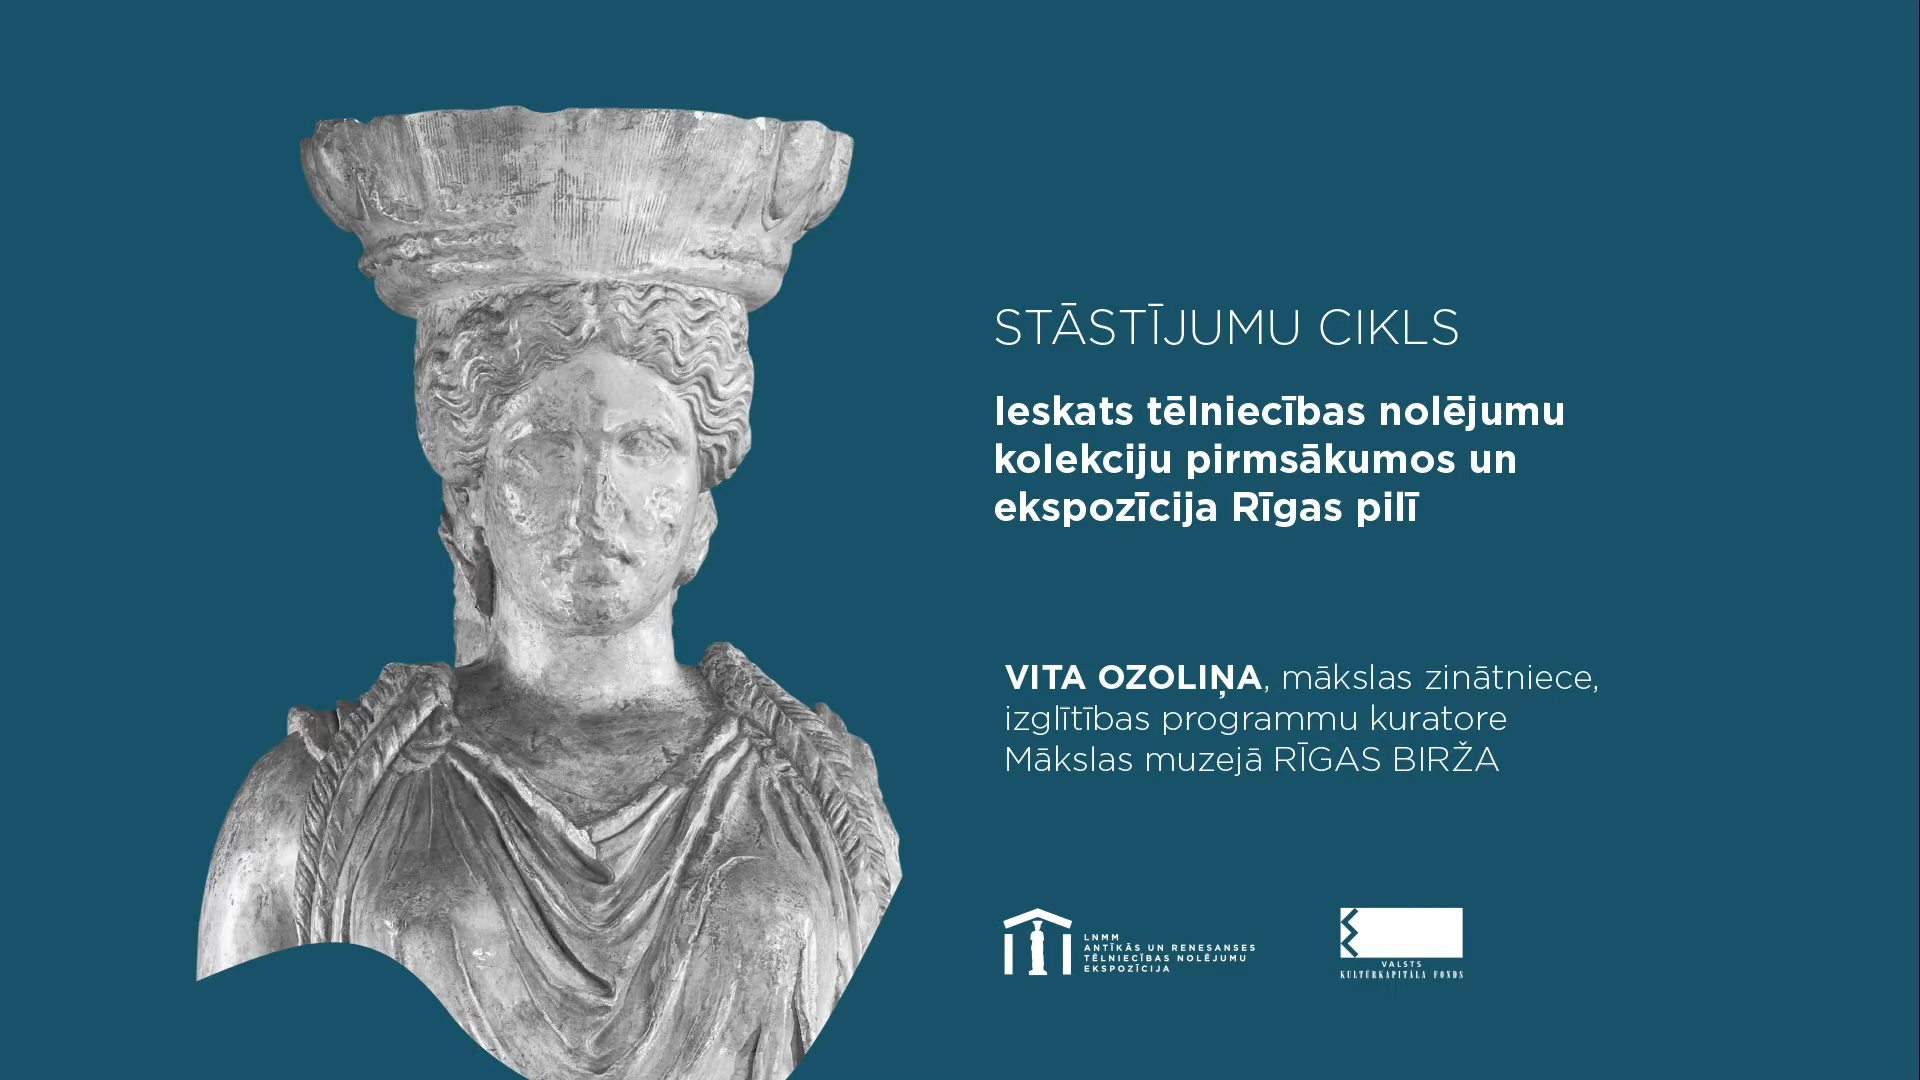 STĀSTĪJUMU CIKLS
Ieskats tēlniecības nolējumu
kolekciju pirmsākumos un
ekspozīcija Rīgas pilī
VITA OZOLIŅA, mākslas zinātniece,
izglītības programmu kuratore
Mākslas muzejā RĪGAS BIRŽA
LNMM
ANTĪKĀS UN RENESANSES
TĒLNIECĪBAS NOLĒJUMU
EKSPOZĪCIJA
VALSTS
KULTŪRKAPITĀLA FONDS